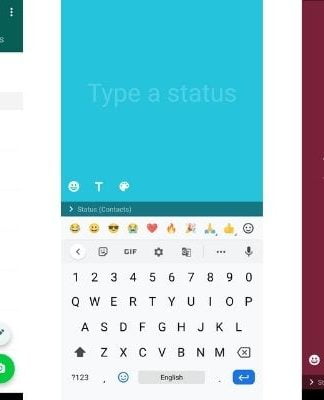 S
Type a status
T
Status (Contacts)
GIF
1 2 3 4 5 6 7 8 9 0
Q W E R T Y U I O P
A S D F G H J K L
Z X C V B N M
?123 , English .
S